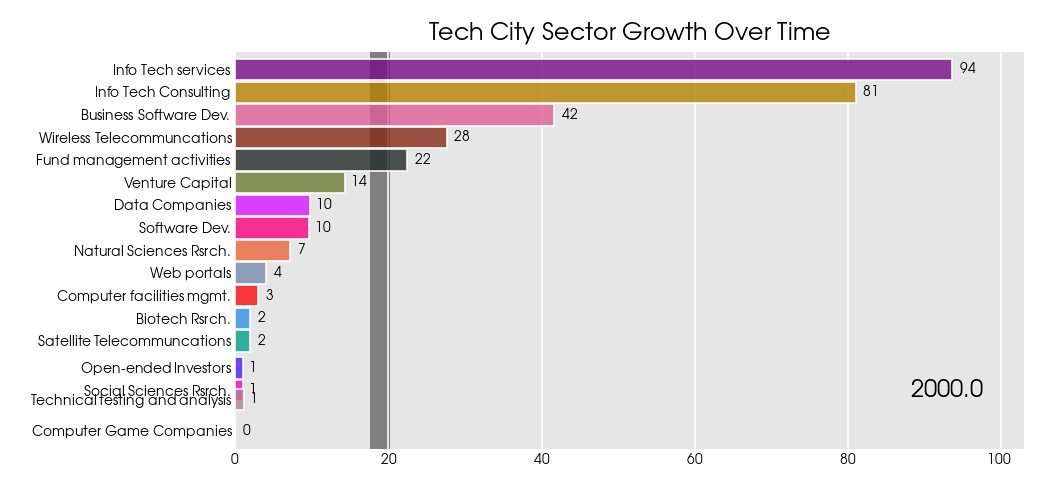 Tech City Sector Growth Over Time
Info Tech services 94
Info Tech Consulting 81
Business Software Dev. 42
Wireless Telecommuncations 28
Fund management activities 22
Venture Capital 14
Data Companies 10
Software Dev. 10
Natural Sciences Rsrch. 7
Web portals 4
Computer facilities mgmt. 3
Biotech Rsrch. 2
Satellite Telecommuncations 2
Open-ended Investors 1
Social Sciences Rsrch. 1
Technical testing and analysis 1
2000.0
Computer Game Companies 0
0 20 40 60 80 100